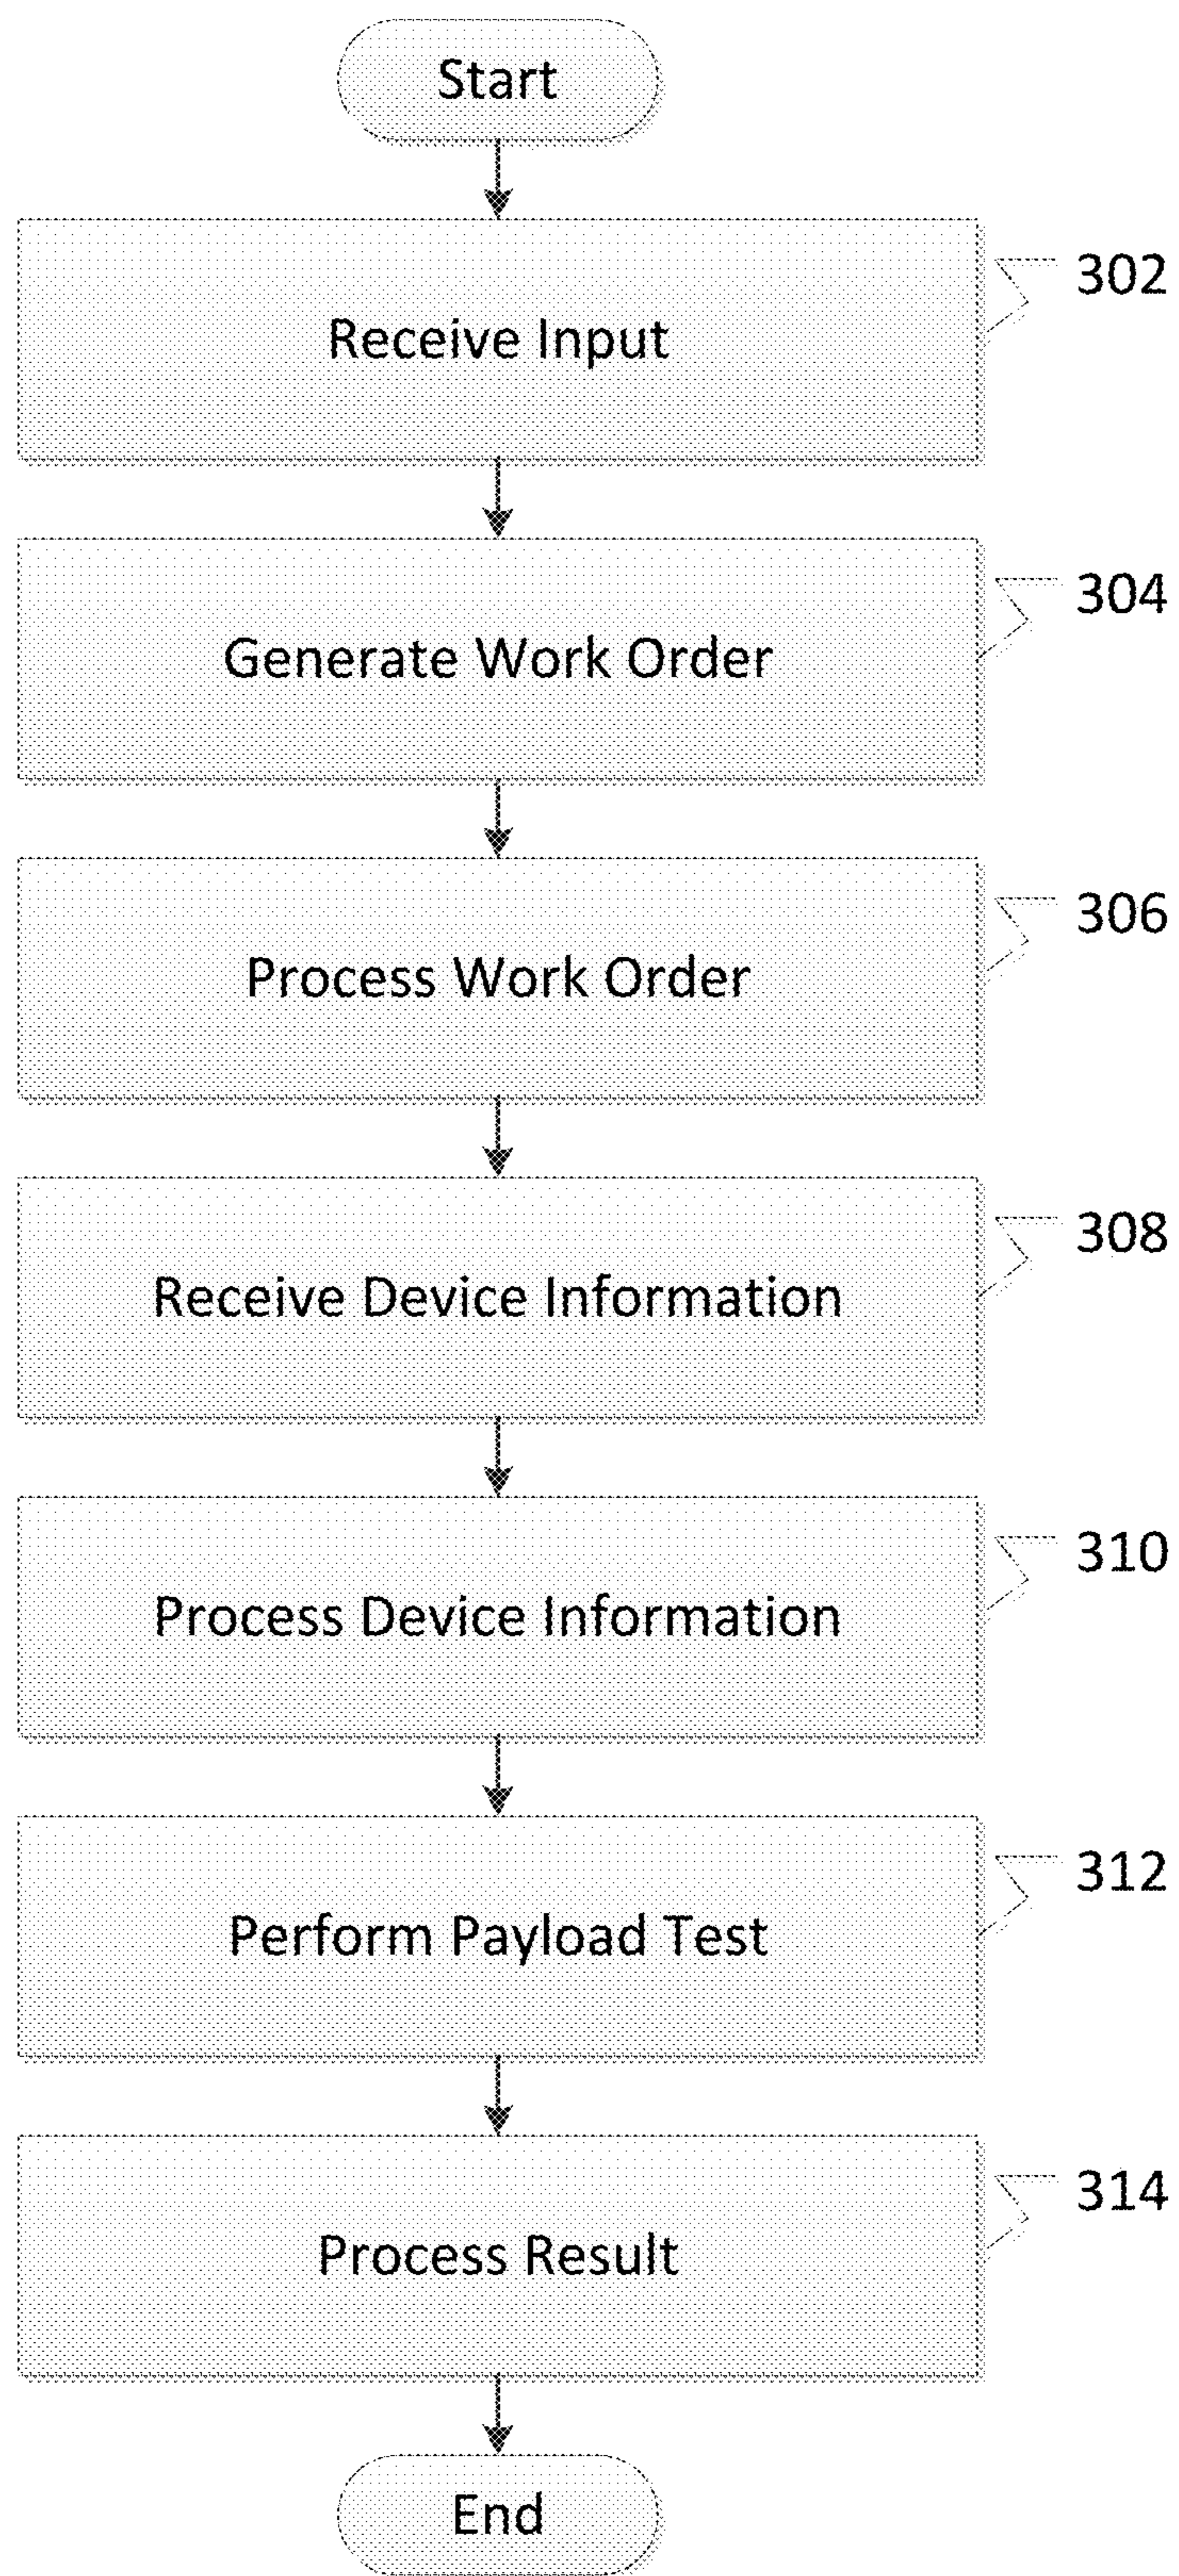 Start
302
Receive Input
304
Generate Work Order
306
Process Work Order
308
Receive Device Information
310
Process Device Information
312
Perform Payload Test
314
Process Result
End